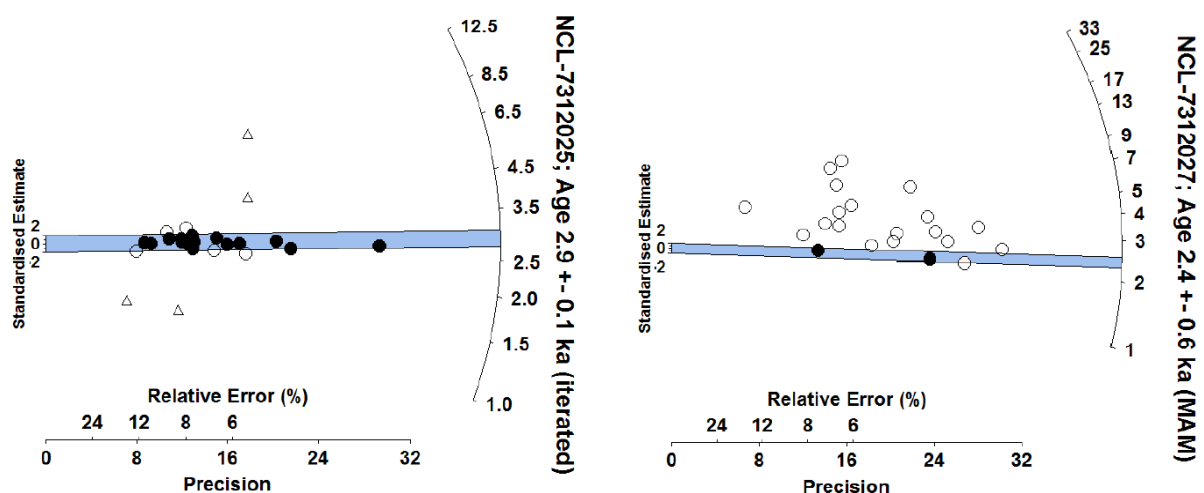 12.5
8.5
6.5
4.5
3.5
2.5
2.0
1.5
1.0
NCL-7312025; Age 2.9 +- 0.1 ka (iterated)
Standardised Estimate
2
0
-2
Relative Error (%)
24 12 8 6
0 8 16 24 32
Precision
33
25
17
13
9
7
5
4
3
2
1
NCL-7312027; Age 2.4 +- 0.6 ka (MAM)
Standardised Estimate
2
0
-2
Relative Error (%)
24 12 8 6
0 8 16 24 32
Precision